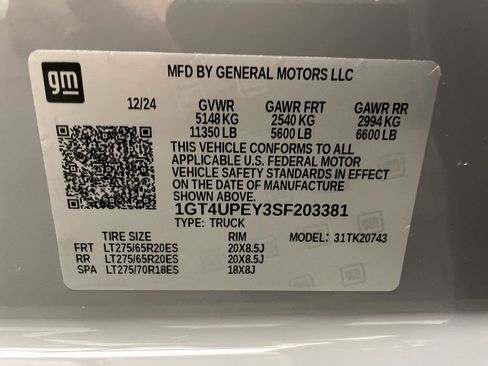 gm
MFD BY GENERAL MOTORS LLC
12/24 GVWR GAWR FRT GAWR RR
5148 KG 2540 KG 2994 KG
11350 LB 5600 LB 6600 LB
THIS VEHICLE CONFORMS TO ALL
APPLICABLE U.S. FEDERAL MOTOR
VEHICLE SAFETY STANDARDS IN EFFECT
ON THE DATE OF MANUFACTURE
SHOWN ABOVE.
1GT4UPEY3SF203381
TYPE: TRUCK
TIRE SIZE RIM MODEL: 31TK20743
FRT LT275/65R20ES 20X8.5J
RR LT275/65R20ES 20X8.5J
SPA LT275/70R18ES 18X8J